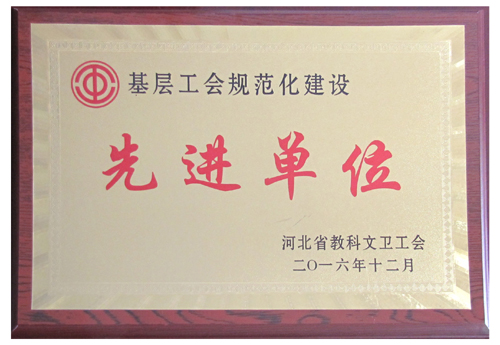 基层工会规范化建设
先进单位
河北省教科文卫工会
二〇一六年十二月